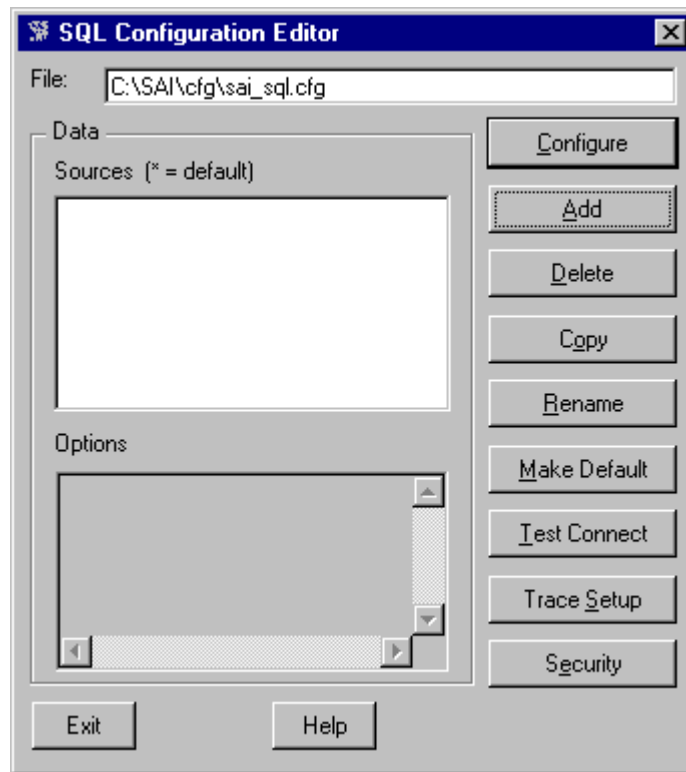 SQL Configuration Editor
File: C:\SAI\cfg\sai_sql.cfg
Data
Sources (* = default)
Options
Configure
Add
Delete
Copy
Rename
Make Default
Test Connect
Trace Setup
Security
Exit
Help